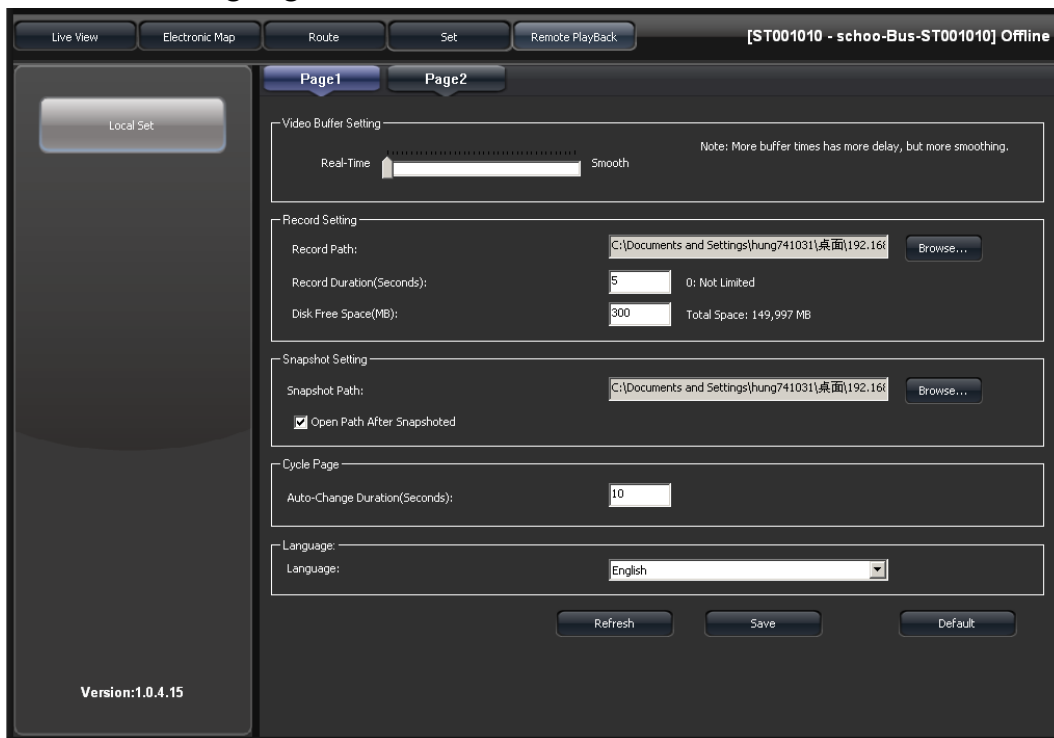 Live View Electronic Map Route Set Remote PlayBack [ST001010 - schoo-Bus-ST001010] Offline
Page1 Page2
Local Set
Video Buffer Setting
Note: More buffer times has more delay, but more smoothing.
Real-Time Smooth
Record Setting
Record Path: C:\Documents and Settings\hung741031\桌面\192.168 Browse...
Record Duration(Seconds): 5 0: Not Limited
Disk Free Space(MB): 300 Total Space: 149,997 MB
Snapshot Setting
Snapshot Path: C:\Documents and Settings\hung741031\桌面\192.168 Browse...
Open Path After Snapshoted
Cycle Page
Auto-Change Duration(Seconds): 10
Language:
Language: English
Refresh Save Default
Version:1.0.4.15